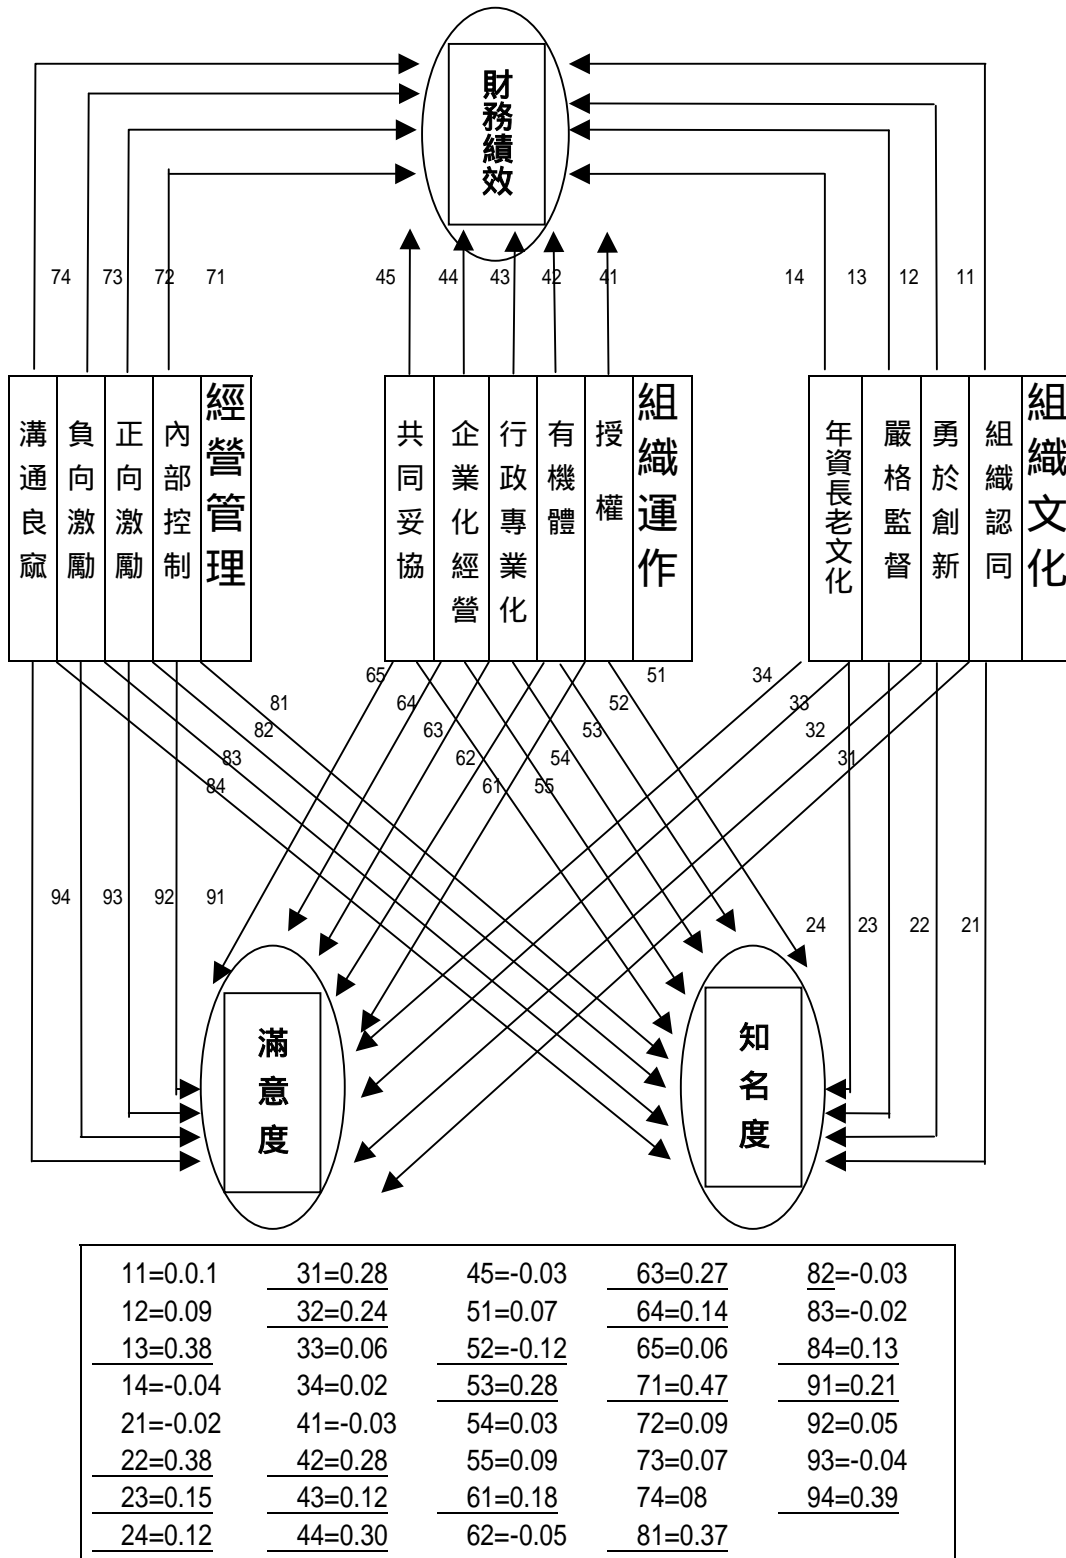 財務績效
74 73 72 71 45 44 43 42 41 14 13 12 11
溝通良窳
負向激勵
正向激勵
內部控制
經營管理
共同妥協
企業化經營
行政專業化
有機體
授權
組織運作
年資長老文化
嚴格監督
勇於創新
組織認同
組織文化
65 51 34
81 64 52 33
82 63 53 32
83 62 54 31
84 61 55
94 93 92 91 24 23 22 21
滿意度
知名度
11=0.0.1 31=0.28 45=-0.03 63=0.27 82=-0.03
12=0.09 32=0.24 51=0.07 64=0.14 83=-0.02
13=0.38 33=0.06 52=-0.12 65=0.06 84=0.13
14=-0.04 34=0.02 53=0.28 71=0.47 91=0.21
21=-0.02 41=-0.03 54=0.03 72=0.09 92=0.05
22=0.38 42=0.28 55=0.09 73=0.07 93=-0.04
23=0.15 43=0.12 61=0.18 74=08 94=0.39
24=0.12 44=0.30 62=-0.05 81=0.37